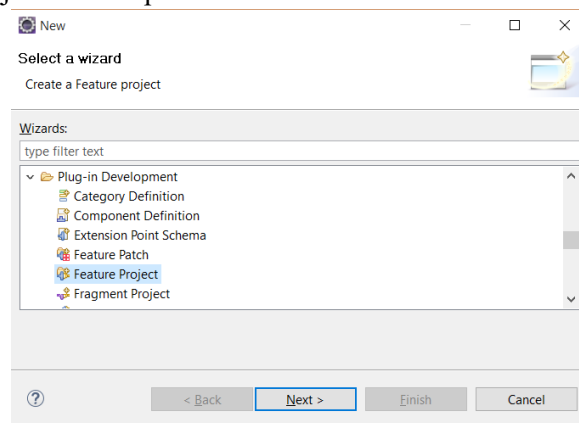 New
Select a wizard
Create a Feature project
Wizards:
type filter text
Plug-in Development
Category Definition
Component Definition
Extension Point Schema
Feature Patch
Feature Project
Fragment Project
< Back Next > Finish Cancel